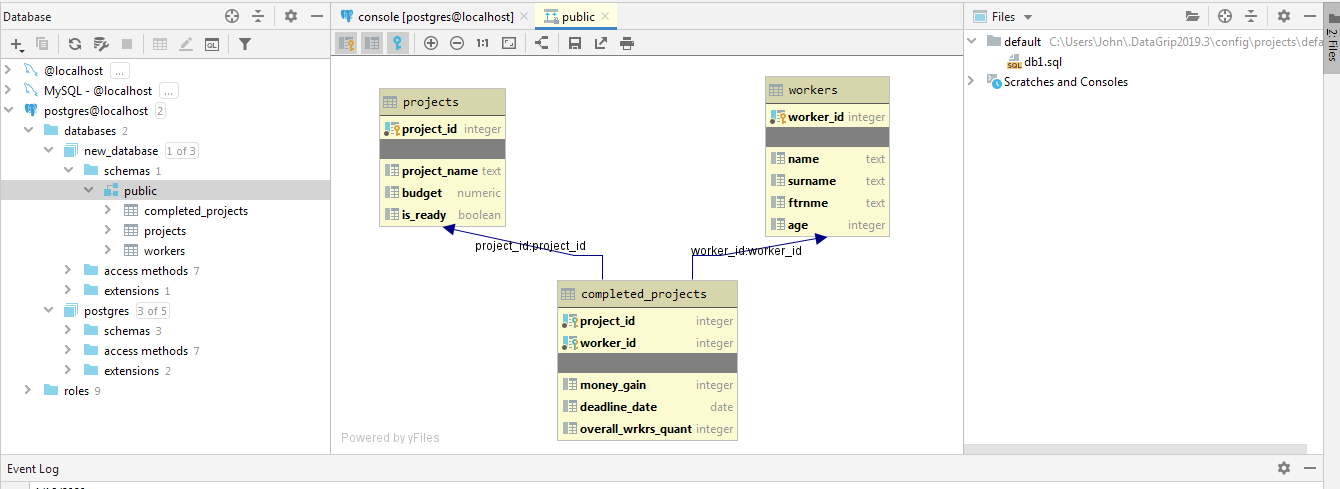 Database
console [postgres@localhost]
public
Files
1:1
2: Files
@localhost ...
MySQL - @localhost ...
postgres@localhost 2
databases 2
new_database 1 of 3
schemas 1
public
completed_projects
projects
workers
access methods 7
extensions 1
postgres 3 of 5
schemas 3
access methods 7
extensions 2
roles 9
projects
project_id integer
project_name text
budget numeric
is_ready boolean
workers
worker_id integer
name text
surname text
ftrnme text
age integer
project_id:project_id
worker_id:worker_id
completed_projects
project_id integer
worker_id integer
money_gain integer
deadline_date date
overall_wrkrs_quant integer
Powered by yFiles
default C:\Users\John\.DataGrip2019.3\config\projects\defa
SQL db1.sql
Scratches and Consoles
Event Log